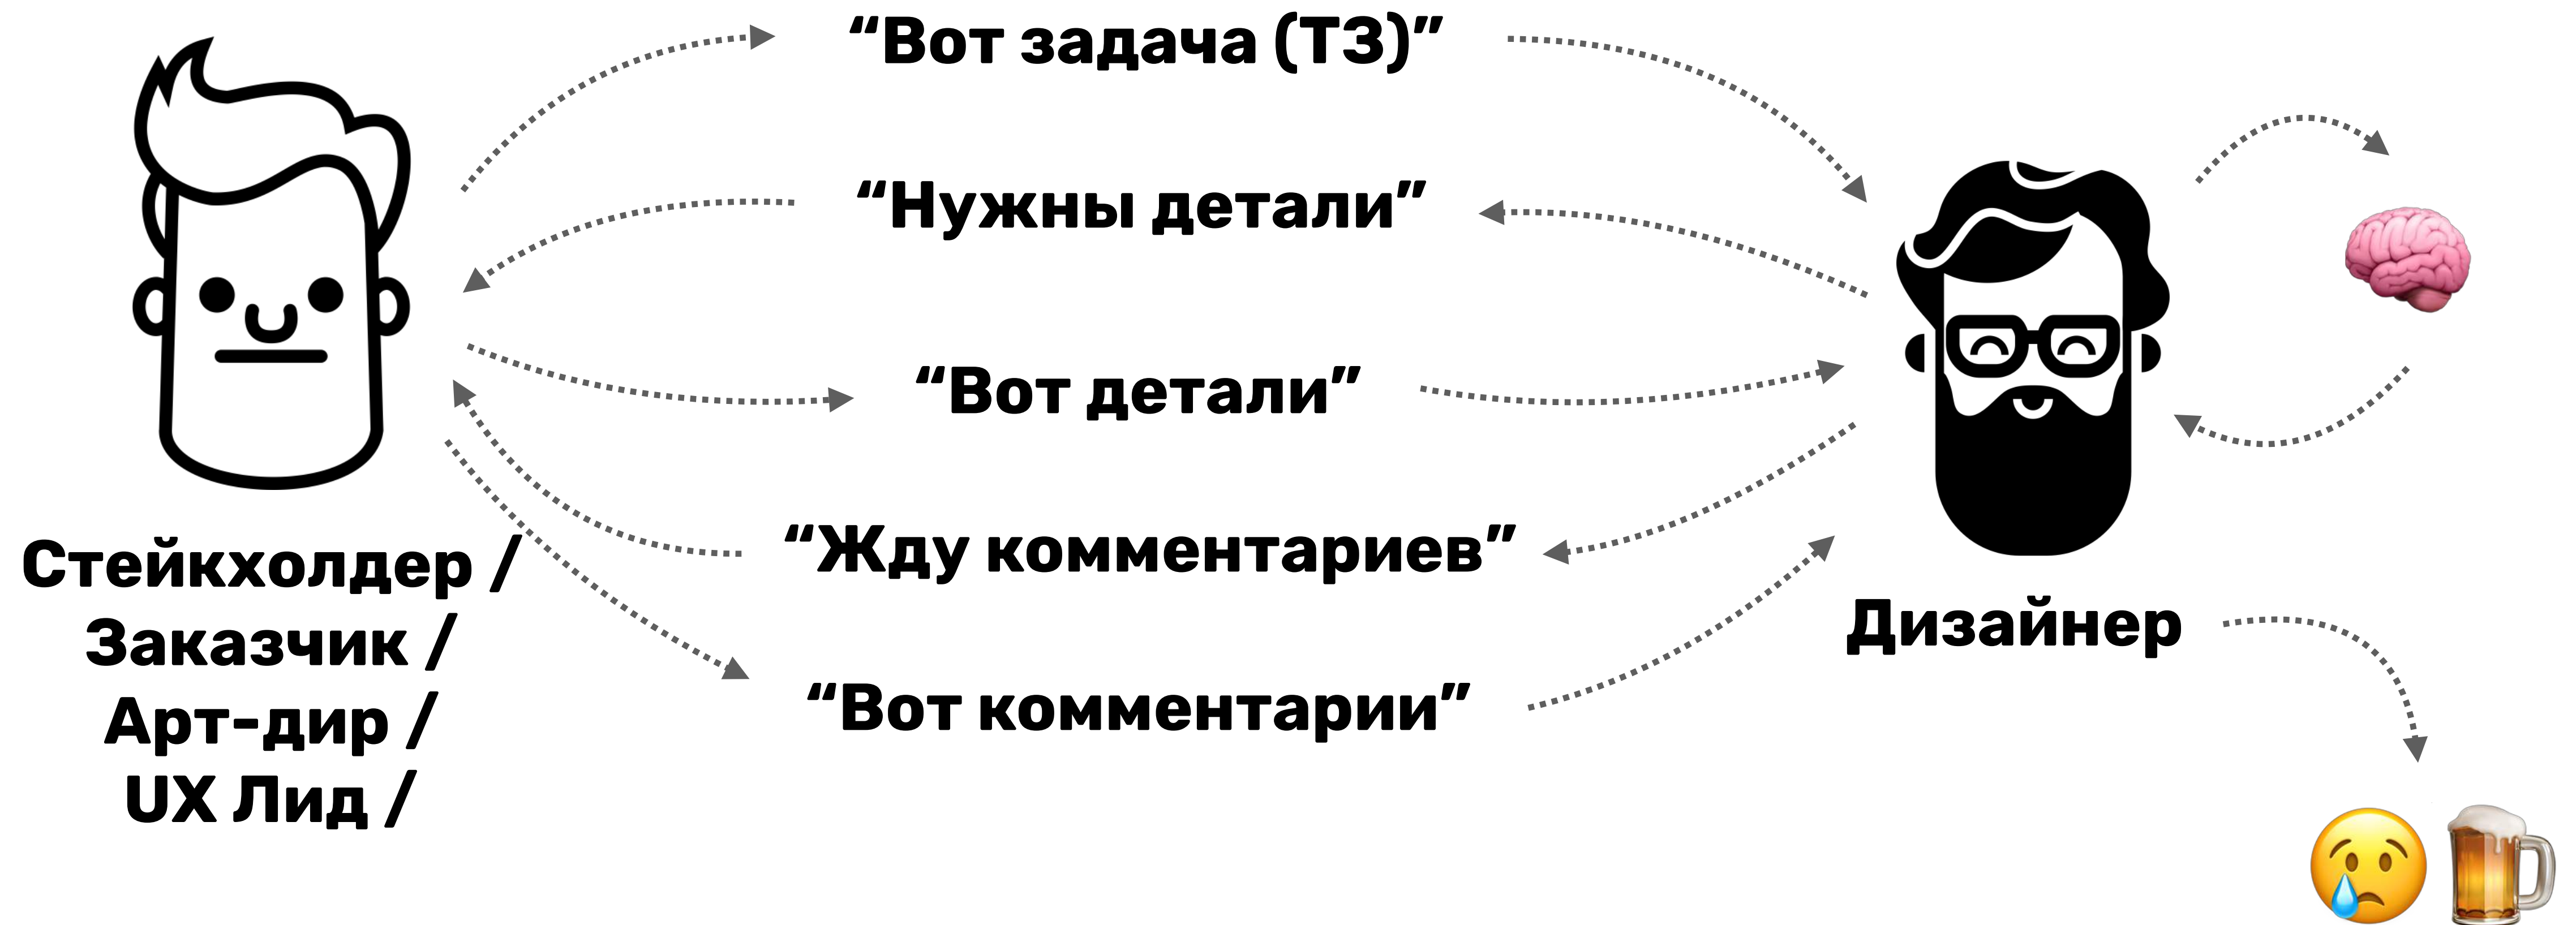 “Вот задача (ТЗ)”
“Нужны детали”
“Вот детали”
“Жду комментариев”
“Вот комментарии”
Стейкхолдер /
Заказчик /
Арт-дир /
UX Лид /
Дизайнер